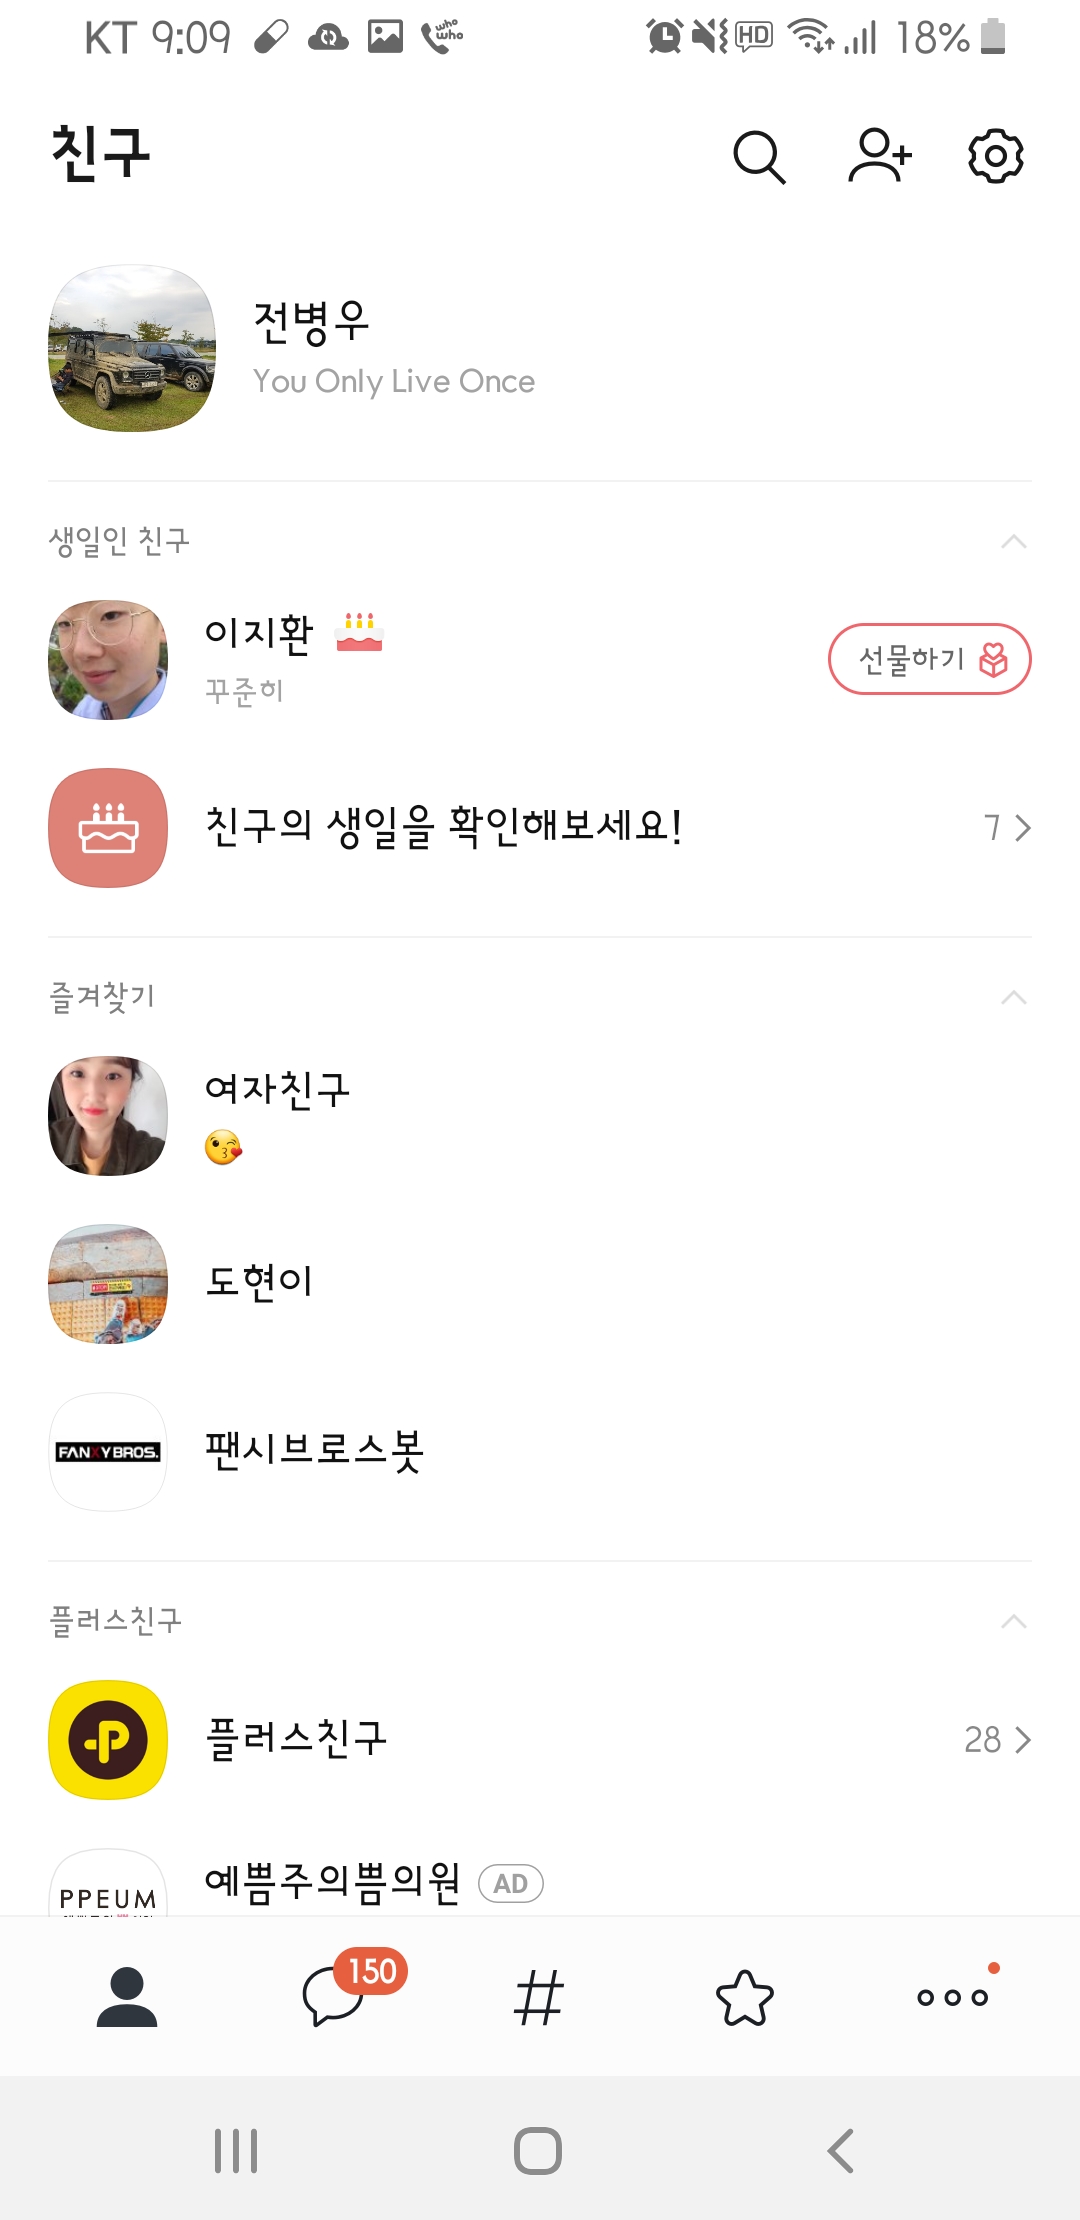 KT 9:09
who
who
HD
18%
친구
전병우
You Only Live Once
생일인 친구
이지환
꾸준히
선물하기
친구의 생일을 확인해보세요!
7
즐겨찾기
여자친구
도현이
FANXYBROS.
팬시브로스봇
플러스친구
P
플러스친구
28
PPEUM
예쁨주의쁨의원 AD
150